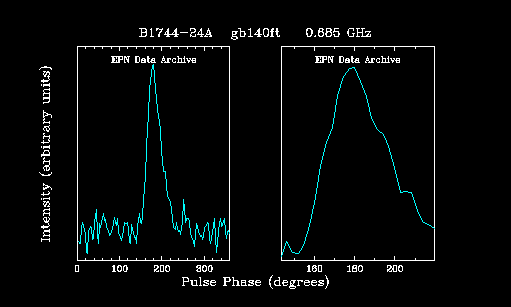 B1744-24A gb140ft 0.685 GHz
EPN Data Archive
EPN Data Archive
Intensity (arbitrary units)
0 100 200 300
160 180 200
Pulse Phase (degrees)